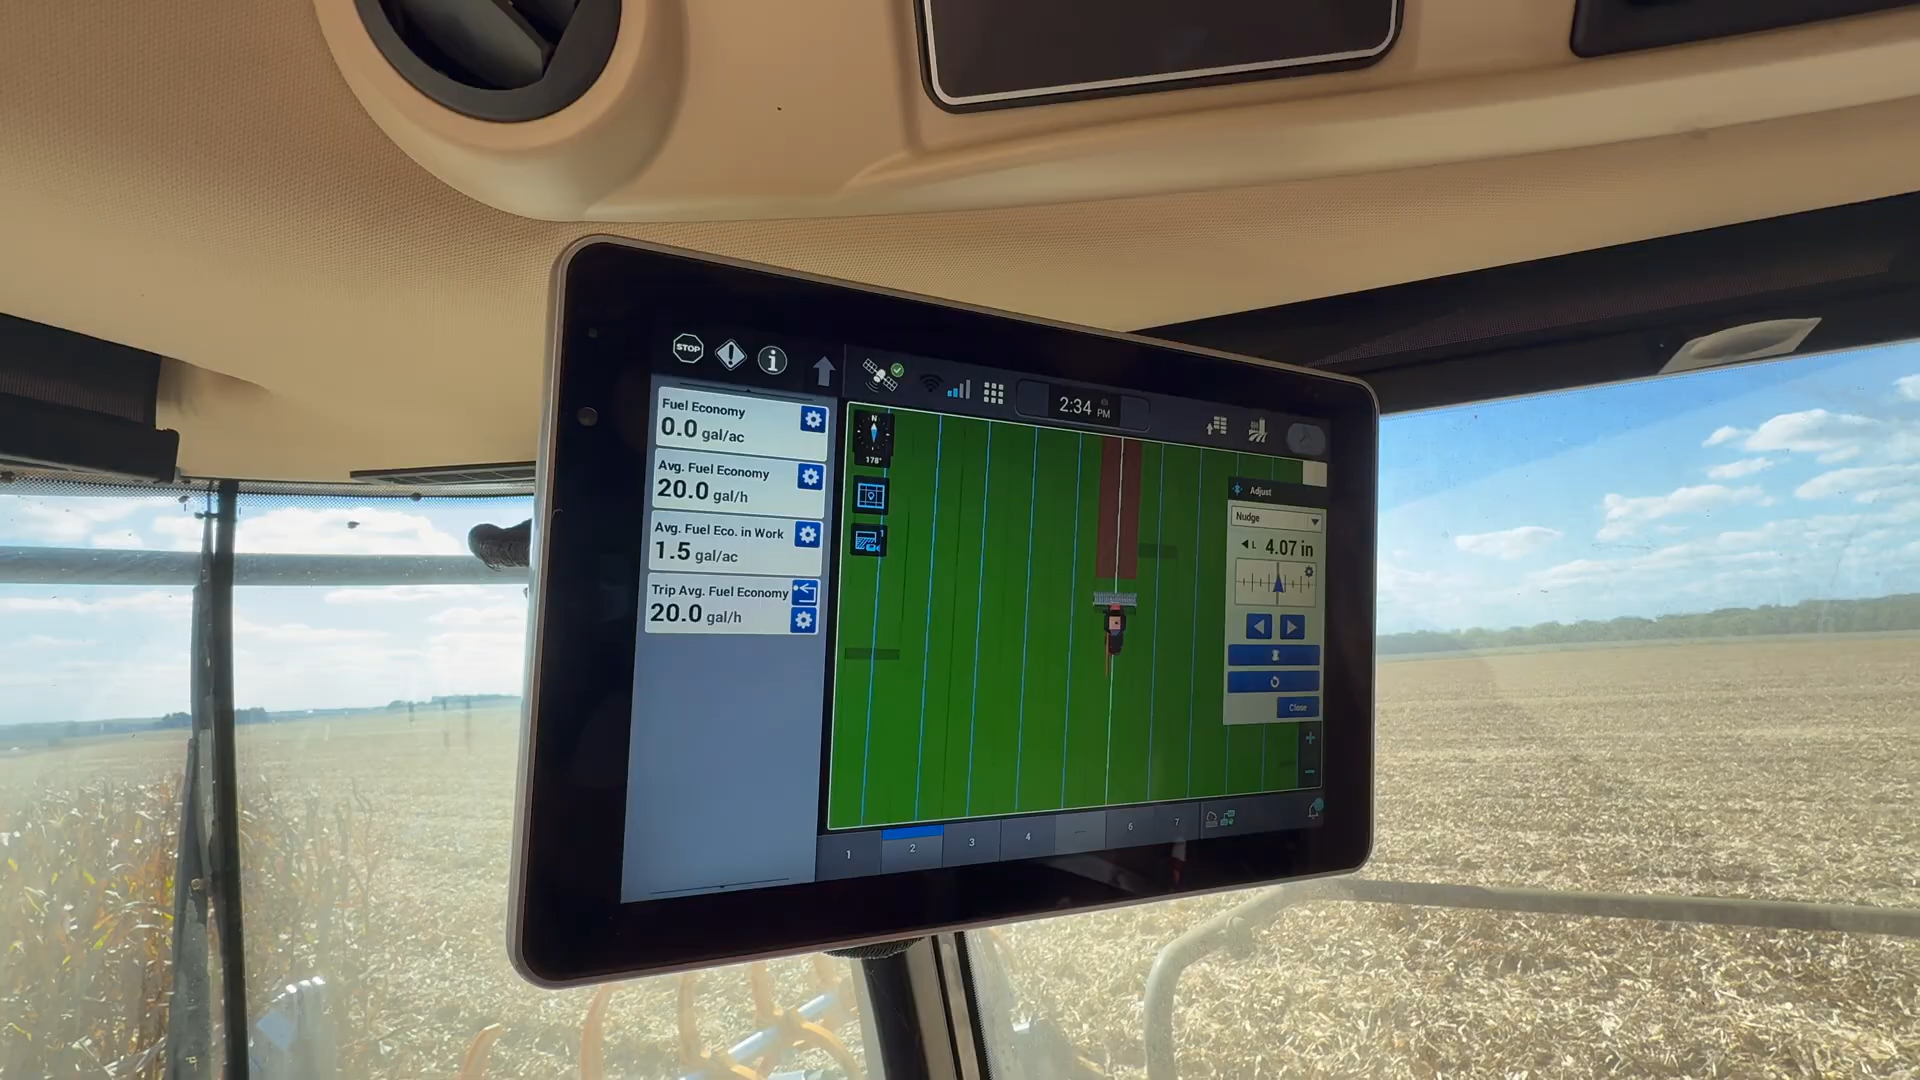 STOP
2:34 PM
Fuel Economy
0.0 gal/ac
Avg. Fuel Economy
20.0 gal/h
Avg. Fuel Eco. in Work
1.5 gal/ac
Trip Avg. Fuel Economy
20.0 gal/h
N
178°
1
Adjust
Nudge
L 4.07 in
Close
+
-
1
2
3
4
6
7